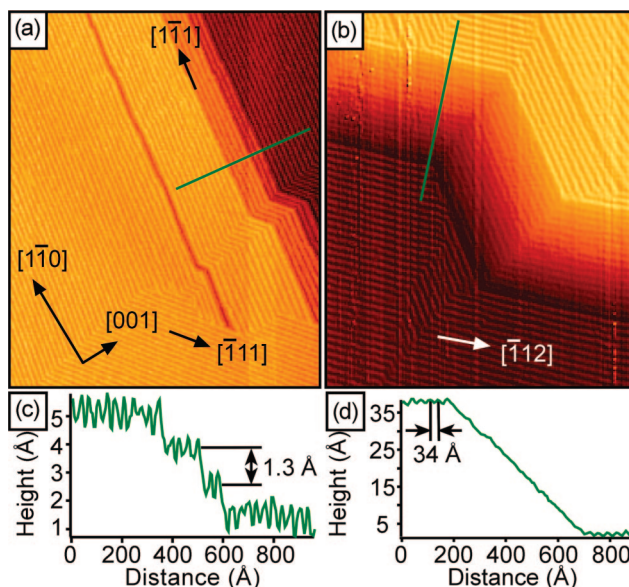 (a)
[11̅1]
[11̅0]
[001]
[1̅11]
(b)
[1̅12]
(c)
Height (Å)
5
4
3
2
1
1.3 Å
0 200 400 600 800
Distance (Å)
(d)
Height (Å)
35
25
15
5
34 Å
0 200 400 600 800
Distance (Å)